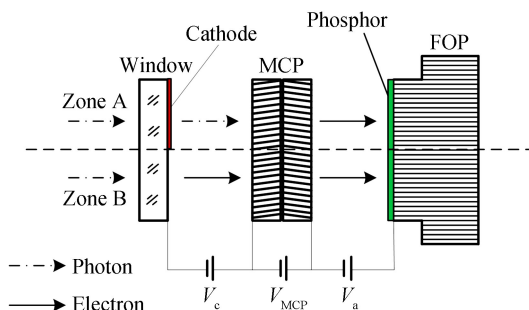 Phosphor
Cathode
FOP
Window
MCP
Zone A
Zone B
Photon
Electron
Vc
VMCP
Va